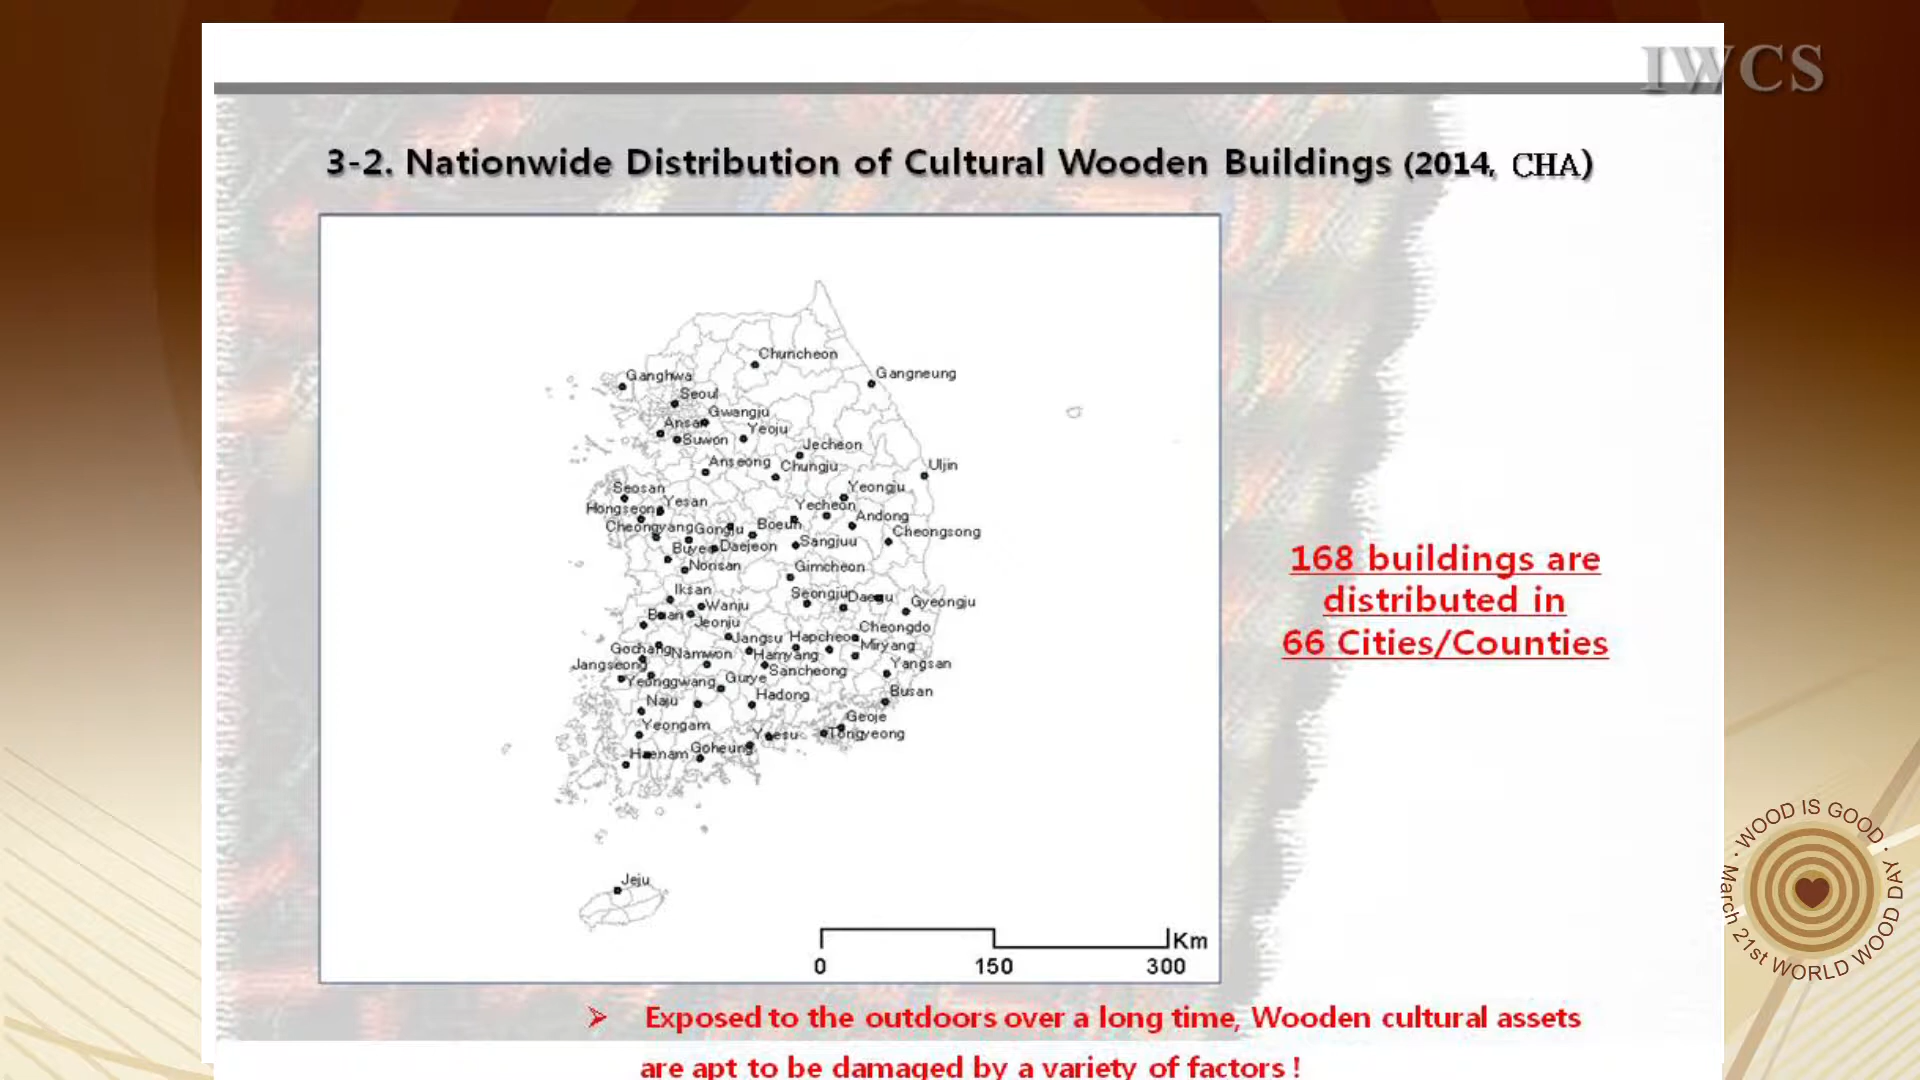 IWCS
3-2. Nationwide Distribution of Cultural Wooden Buildings (2014, CHA)
Chuncheon
Gangneung
Ganghwa
Seoul
Gwangju
Ansan
Yeoju
Suwon
Jecheon
Anseong
Chungju
Uljin
Seosan
Yeongju
Yesan
Hongseong
Yecheon
Andong
Cheongyang
Gongju
Boeun
Cheongsong
Sangjuu
Buyeo
Daejeon
Nonsan
Gimcheon
Iksan
Seongju
Daegu
Gyeongju
Wanju
Buan
Jeonju
Cheongdo
Jangsu
Hapcheon
Miryang
Gochang
Namwon
Hamyang
Jangseong
Sancheong
Yangsan
Yeonggwang
Gurye
Naju
Hadong
Busan
Geoje
Yeongam
Yeosu
Tongyeong
Haenam
Goheung
Jeju
Km
0 150 300
168 buildings are
distributed in
66 Cities/Counties
➢ Exposed to the outdoors over a long time, Wooden cultural assets
are apt to be damaged by a variety of factors !
· WOOD IS GOOD ·
March 21st WORLD WOOD DAY